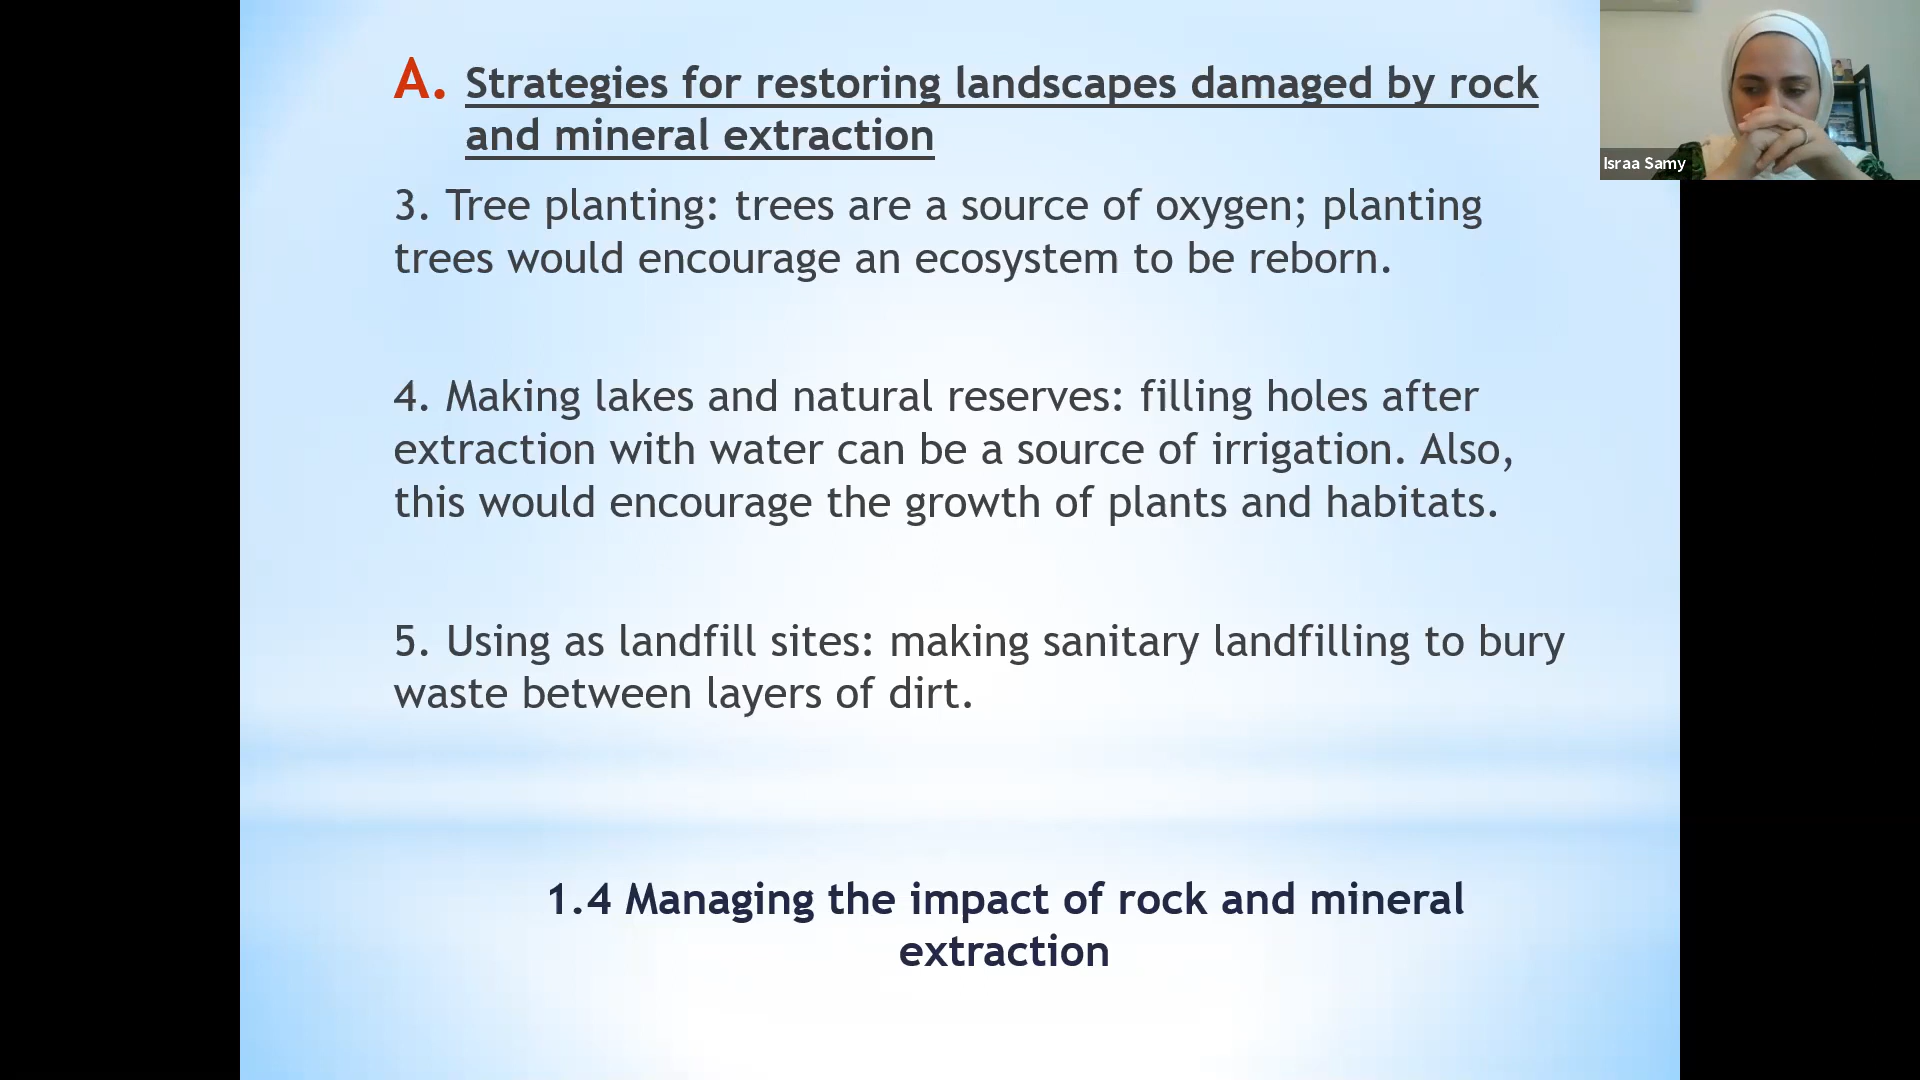 A. Strategies for restoring landscapes damaged by rock
and mineral extraction
3. Tree planting: trees are a source of oxygen; planting
trees would encourage an ecosystem to be reborn.
4. Making lakes and natural reserves: filling holes after
extraction with water can be a source of irrigation. Also,
this would encourage the growth of plants and habitats.
5. Using as landfill sites: making sanitary landfilling to bury
waste between layers of dirt.
1.4 Managing the impact of rock and mineral
extraction
Israa Samy